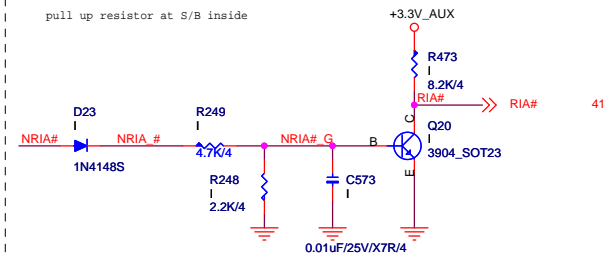 pull up resistor at S/B inside
+3.3V_AUX
R473
I
8.2K/4
RIA#
RIA#
41
D23
I
R249
I
C
Q20
I
NRIA#
NRIA_#
4.7K/4
NRIA#_G
B
3904_SOT23
1N4148S
E
R248
I
2.2K/4
C573
I
0.01uF/25V/X7R/4